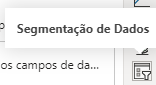 Segmentação de Dados
os campos de da...